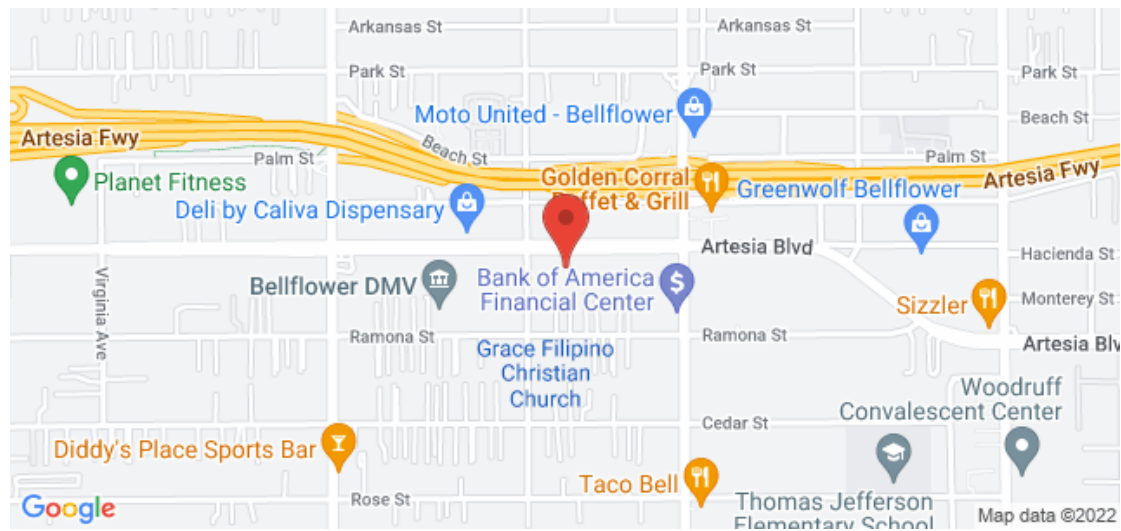 Arkansas St
Arkansas St
Park St
Park St
Park St
Moto United - Bellflower
Beach St
Artesia Fwy
Beach St
Palm St
Palm St
Artesia Fwy
Planet Fitness
Golden Corral
Buffet & Grill
Greenwolf Bellflower
Deli by Caliva Dispensary
Artesia Blvd
Hacienda St
Bellflower DMV
Bank of America
Financial Center
Virginia Ave
Sizzler
Monterey St
Ramona St
Ramona St
Artesia Blv
Grace Filipino
Christian
Church
Woodruff
Convalescent Center
Cedar St
Diddy's Place Sports Bar
Taco Bell
Rose St
Thomas Jefferson
Elementary School
Google
Map data ©2022